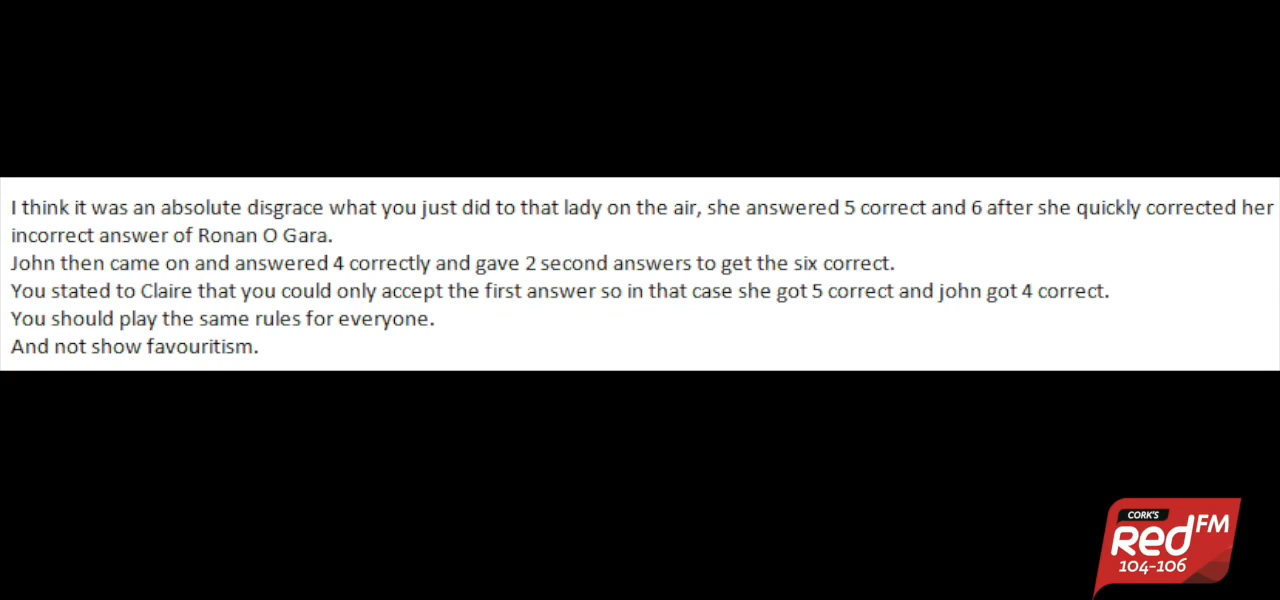 I think it was an absolute disgrace what you just did to that lady on the air, she answered 5 correct and 6 after she quickly corrected her
incorrect answer of Ronan O Gara.
John then came on and answered 4 correctly and gave 2 second answers to get the six correct.
You stated to Claire that you could only accept the first answer so in that case she got 5 correct and john got 4 correct.
You should play the same rules for everyone.
And not show favouritism.
CORK'S
Red FM
104-106